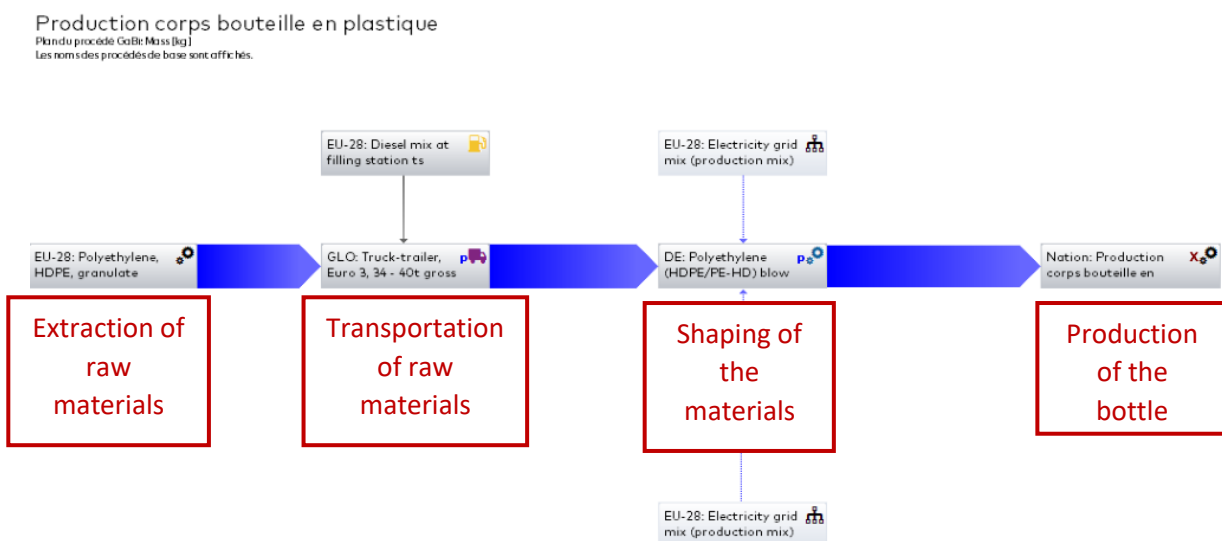 Production corps bouteille en plastique
Plan du procédé GaBi: Mass [kg]
Les noms des procédés de base sont affichés.
EU-28: Diesel mix at
filling station ts
EU-28: Electricity grid
mix (production mix)
EU-28: Polyethylene,
HDPE, granulate
GLO: Truck-trailer,
Euro 3, 34 - 40t gross
p
DE: Polyethylene
(HDPE/PE-HD) blow
p
Nation: Production
corps bouteille en
X
Extraction of
raw
materials
Transportation
of raw
materials
Shaping of
the
materials
Production
of the
bottle
EU-28: Electricity grid
mix (production mix)